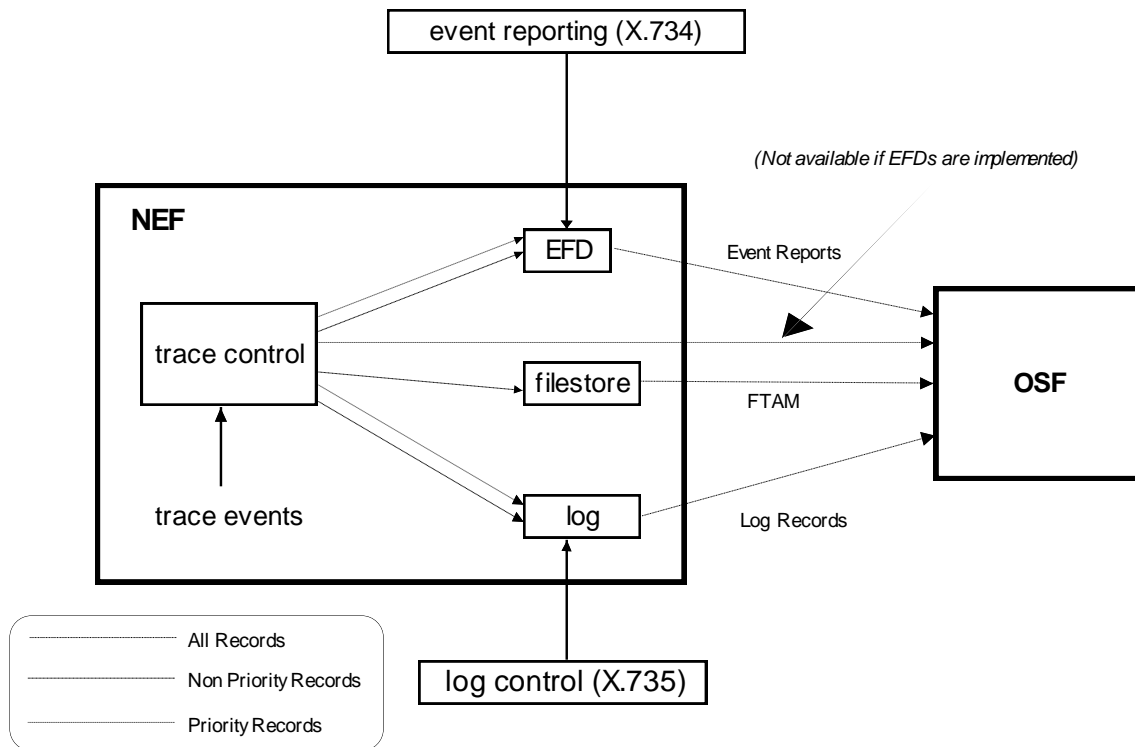 event reporting (X.734)
(Not available if EFDs are implemented)
NEF
EFD
Event Reports
trace control
filestore
OSF
FTAM
trace events
log
Log Records
All Records
Non Priority Records
log control (X.735)
Priority Records